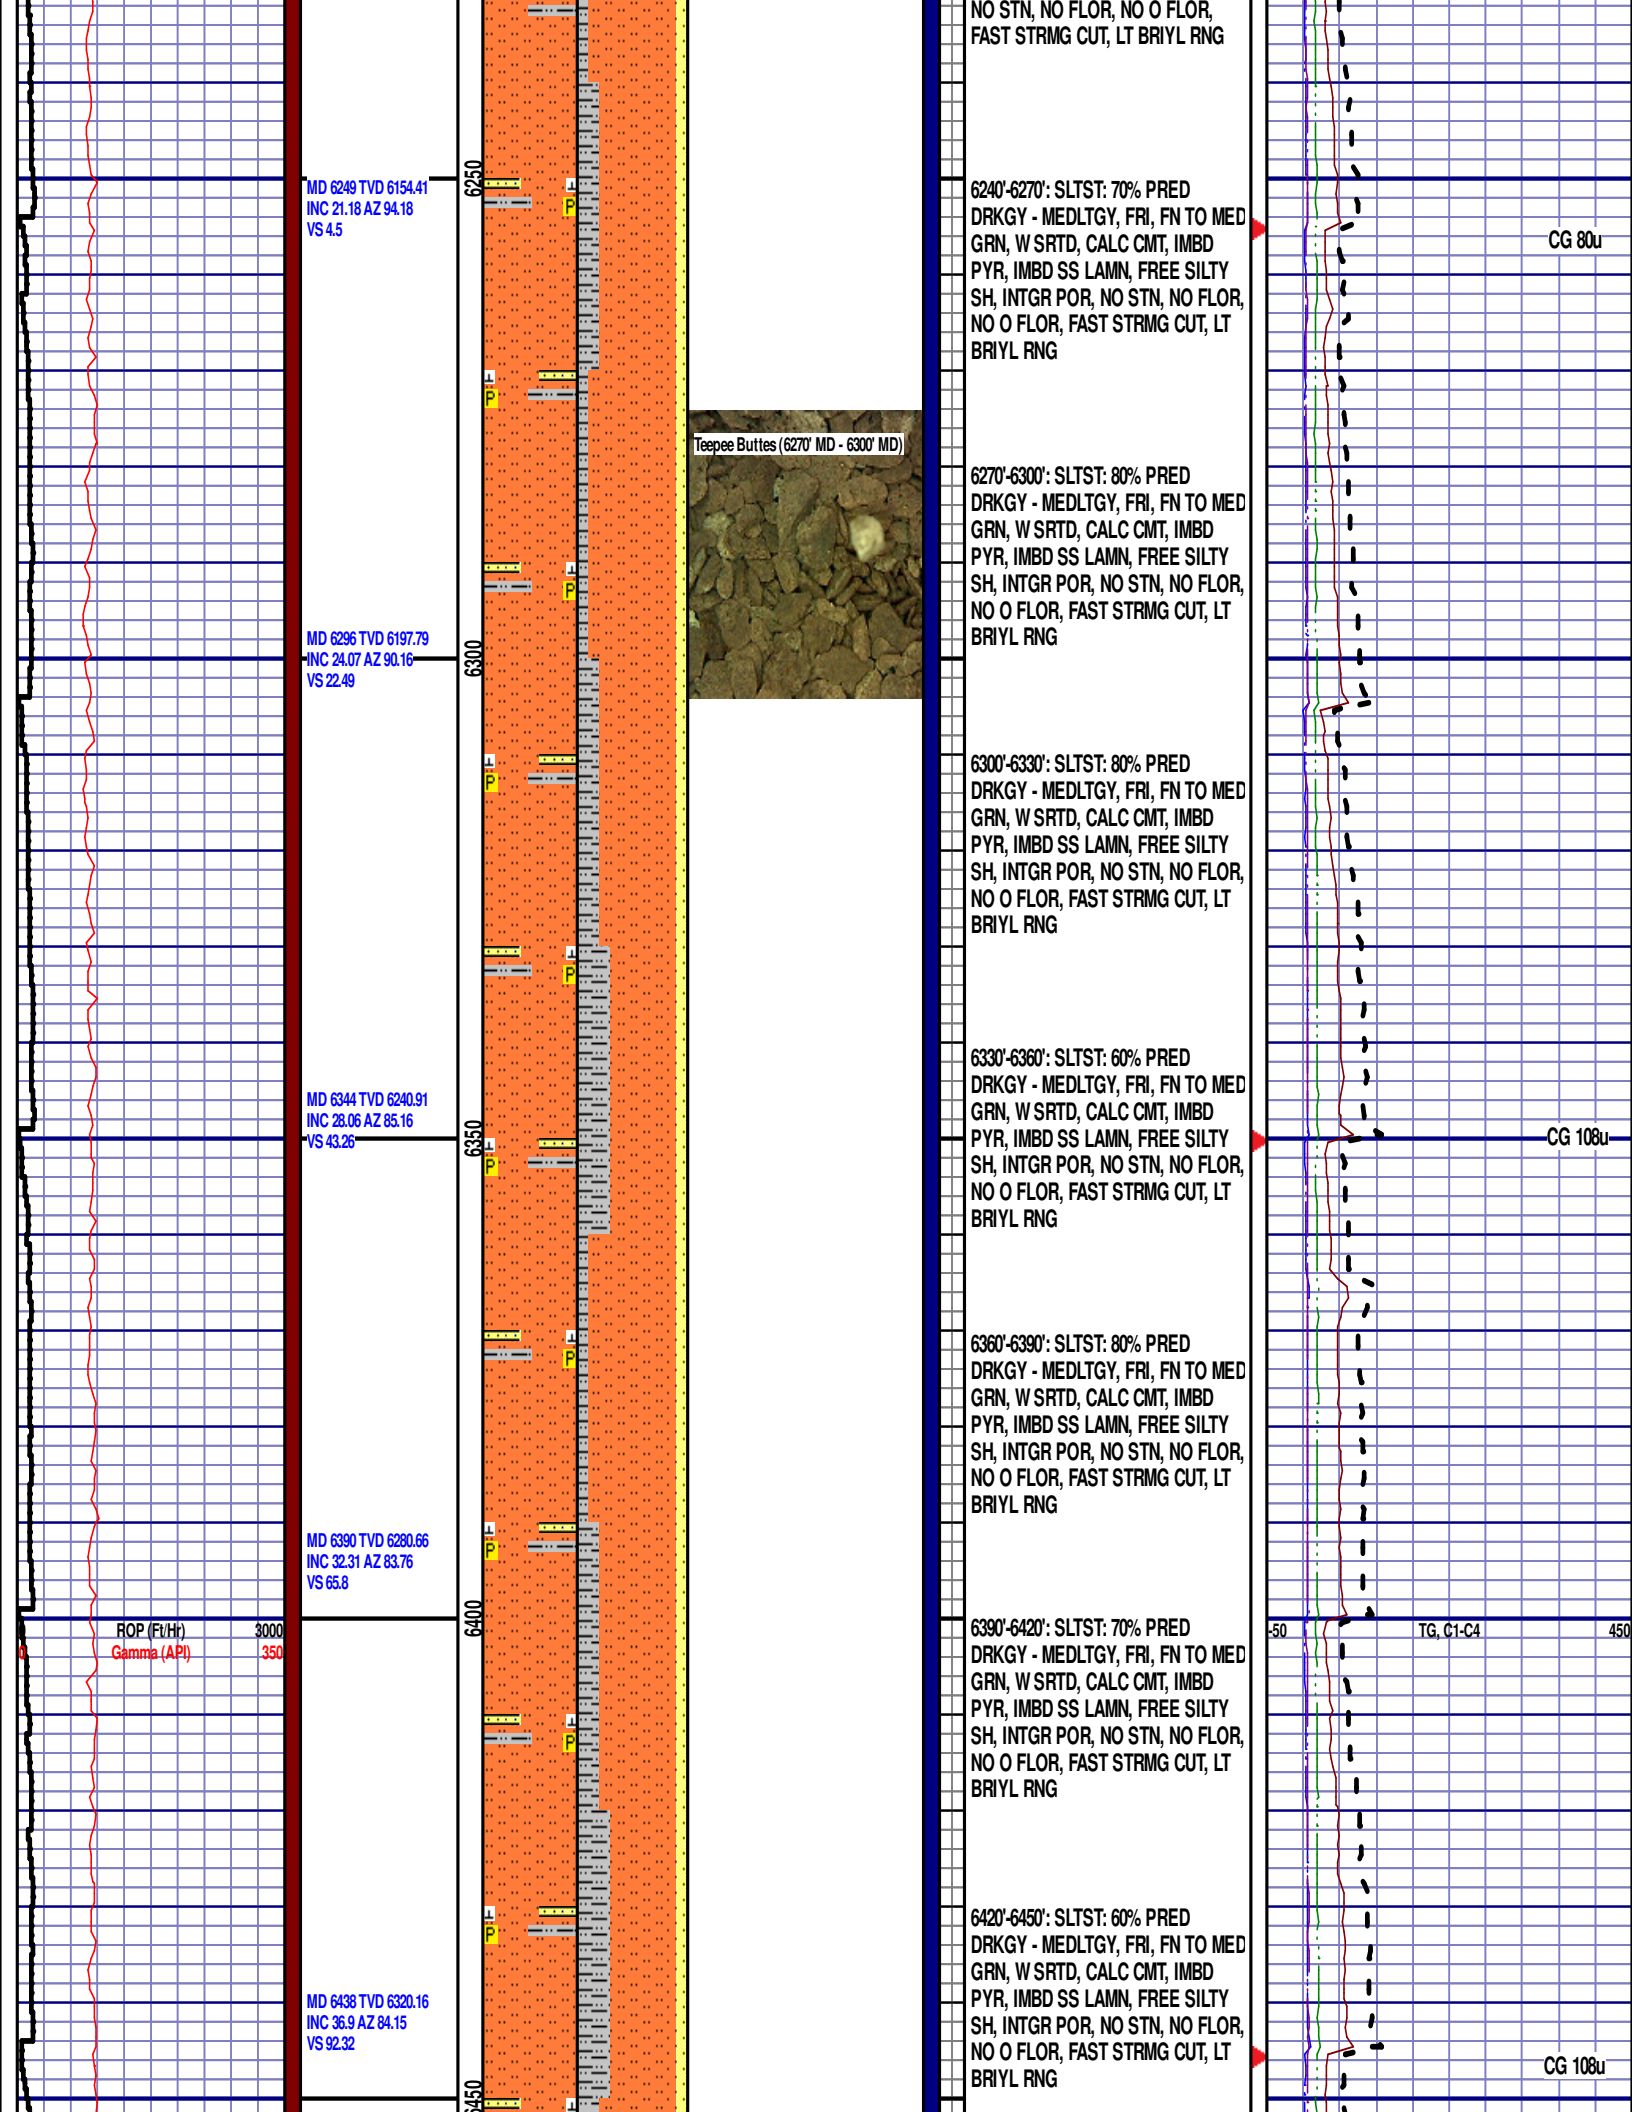 NO STN, NO FLOR, NO O FLOR,
FAST STRMG CUT, LT BRIYL RNG
MD 6249 TVD 6154.41
INC 21.18 AZ 94.18
VS 4.5
6250
6240'-6270': SLTST: 70% PRED
DRKGY - MEDLTGY, FRI, FN TO MED
GRN, W SRTD, CALC CMT, IMBD
PYR, IMBD SS LAMN, FREE SILTY
SH, INTGR POR, NO STN, NO FLOR,
NO O FLOR, FAST STRMG CUT, LT
BRIYL RNG
CG 80u
P
P
Teepee Buttes (6270' MD - 6300' MD)
6270'-6300': SLTST: 80% PRED
DRKGY - MEDLTGY, FRI, FN TO MED
GRN, W SRTD, CALC CMT, IMBD
PYR, IMBD SS LAMN, FREE SILTY
SH, INTGR POR, NO STN, NO FLOR,
NO O FLOR, FAST STRMG CUT, LT
BRIYL RNG
P
MD 6296 TVD 6197.79
INC 24.07 AZ 90.16
VS 22.49
6300
6300'-6330': SLTST: 80% PRED
DRKGY - MEDLTGY, FRI, FN TO MED
GRN, W SRTD, CALC CMT, IMBD
PYR, IMBD SS LAMN, FREE SILTY
SH, INTGR POR, NO STN, NO FLOR,
NO O FLOR, FAST STRMG CUT, LT
BRIYL RNG
P
P
MD 6344 TVD 6240.91
INC 28.06 AZ 85.16
VS 43.26
6350
6330'-6360': SLTST: 60% PRED
DRKGY - MEDLTGY, FRI, FN TO MED
GRN, W SRTD, CALC CMT, IMBD
PYR, IMBD SS LAMN, FREE SILTY
SH, INTGR POR, NO STN, NO FLOR,
NO O FLOR, FAST STRMG CUT, LT
BRIYL RNG
CG 108u
P
P
6360'-6390': SLTST: 80% PRED
DRKGY - MEDLTGY, FRI, FN TO MED
GRN, W SRTD, CALC CMT, IMBD
PYR, IMBD SS LAMN, FREE SILTY
SH, INTGR POR, NO STN, NO FLOR,
NO O FLOR, FAST STRMG CUT, LT
BRIYL RNG
P
MD 6390 TVD 6280.66
INC 32.31 AZ 83.76
VS 65.8
6400
ROP (Ft/Hr) 3000
0 Gamma (API) 350
6390'-6420': SLTST: 70% PRED
DRKGY - MEDLTGY, FRI, FN TO MED
GRN, W SRTD, CALC CMT, IMBD
PYR, IMBD SS LAMN, FREE SILTY
SH, INTGR POR, NO STN, NO FLOR,
NO O FLOR, FAST STRMG CUT, LT
BRIYL RNG
-50 TG, C1-C4 450
P
P
6420'-6450': SLTST: 60% PRED
DRKGY - MEDLTGY, FRI, FN TO MED
GRN, W SRTD, CALC CMT, IMBD
PYR, IMBD SS LAMN, FREE SILTY
SH, INTGR POR, NO STN, NO FLOR,
NO O FLOR, FAST STRMG CUT, LT
BRIYL RNG
MD 6438 TVD 6320.16
INC 36.9 AZ 84.15
VS 92.32
CG 108u
6450